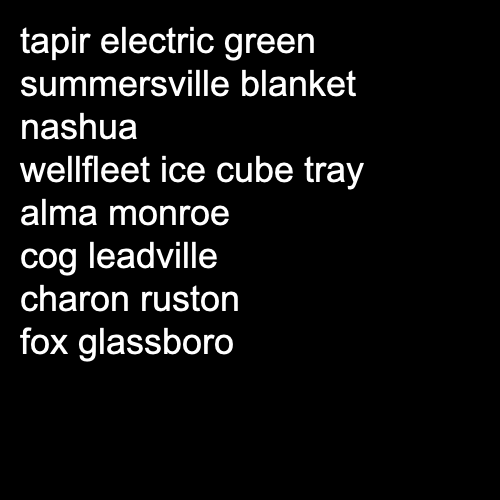 tapir electric green
summersville blanket
nashua
wellfleet ice cube tray
alma monroe
cog leadville
charon ruston
fox glassboro